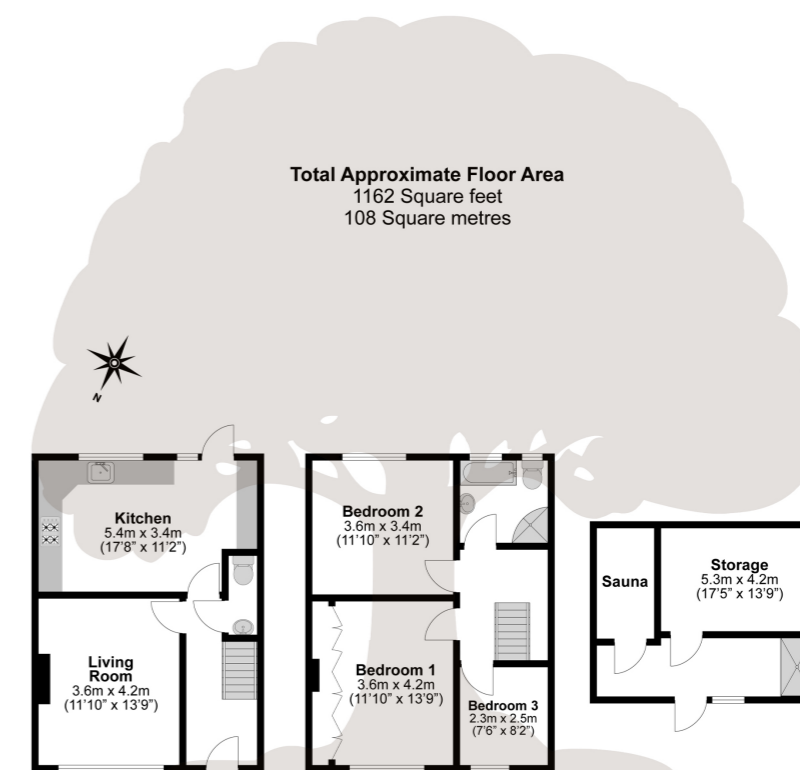 Total Approximate Floor Area
1162 Square feet
108 Square metres
N
Kitchen
5.4m x 3.4m
(17'8” x 11'2”)
Living
Room
3.6m x 4.2m
(11'10” x 13'9”)
Bedroom 2
3.6m x 3.4m
(11'10” x 11'2”)
Bedroom 1
3.6m x 4.2m
(11'10” x 13'9”)
Bedroom 3
2.3m x 2.5m
(7'6” x 8'2”)
Sauna
Storage
5.3m x 4.2m
(17'5” x 13'9”)